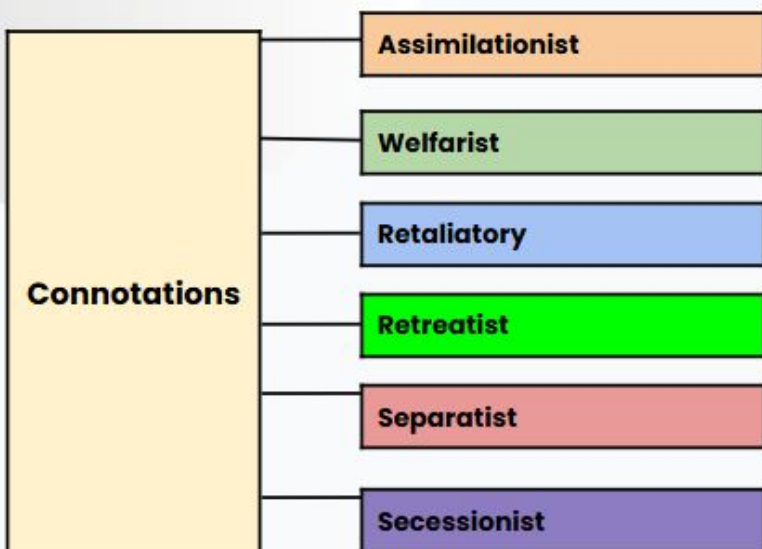 Connotations
Assimilationist
Welfarist
Retaliatory
Retreatist
Separatist
Secessionist